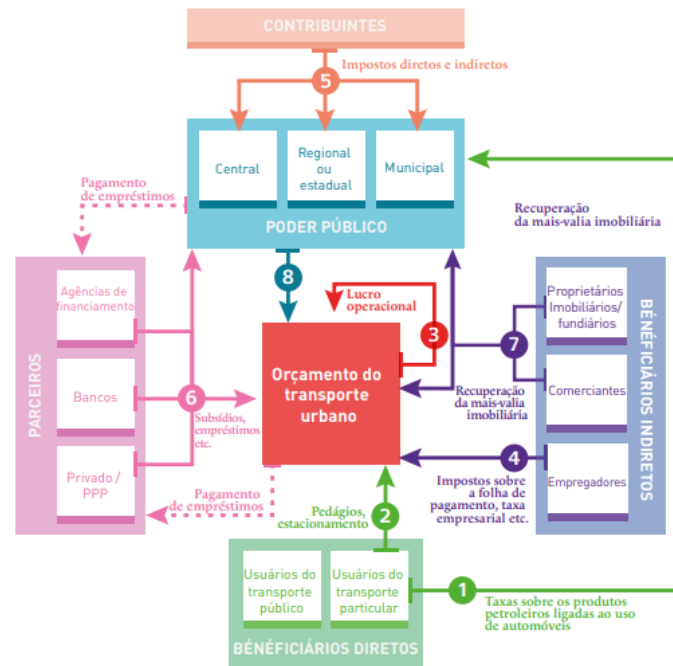 CONTRIBUINTES
Impostos diretos e indiretos
5
Central
Regional
ou
estadual
Municipal
PODER PÚBLICO
Pagamento
de empréstimos
Recuperação
da mais-valia imobiliária
8
Agências de
financiamento
Bancos
Privado /
PPP
PARCEIROS
6
Subsídios,
empréstimos
etc.
Pagamento
de empréstimos
Lucro
operacional
3
Orçamento do
transporte
urbano
7
Recuperação
da mais-valia
imobiliária
Proprietários
Imobiliários/
fundiários
Comerciantes
Empregadores
BÉNÉFICIÁRIOS INDIRETOS
4
Impostos sobre
a folha de
pagamento, taxa
empresarial etc.
Pedágios,
estacionamento
2
Usuários do
transporte
público
Usuários do
transporte
particular
BÉNÉFICIÁRIOS DIRETOS
1
Taxas sobre os produtos
petroleiros ligadas ao uso
de automóveis